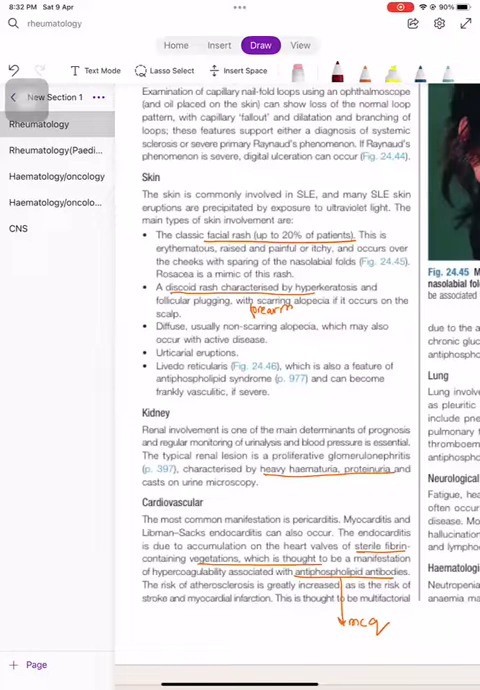 8:32 PM Sat 9 Apr
90%
rheumatology
Home Insert Draw View
Text Mode Lasso Select Insert Space
New Section 1
Rheumatology
Rheumatology(Paedi...
Haematology/oncology
Haematology/oncolo...
CNS
Page
Examination of capillary nail-fold loops using an ophthalmoscope
(and oil placed on the skin) can show loss of the normal loop
pattern, with capillary 'fallout' and dilatation and branching of
loops; these features support either a diagnosis of systemic
sclerosis or severe primary Raynaud's phenomenon. If Raynaud's
phenomenon is severe, digital ulceration can occur (Fig. 24.44).
Skin
The skin is commonly involved in SLE, and many SLE skin
eruptions are precipitated by exposure to ultraviolet light. The
main types of skin involvement are:
• The classic facial rash (up to 20% of patients). This is
erythematous, raised and painful or itchy, and occurs over
the cheeks with sparing of the nasolabial folds (Fig. 24.45).
Rosacea is a mimic of this rash.
• A discoid rash characterised by hyperkeratosis and
follicular plugging, with scarring alopecia if it occurs on the
scalp.
• Diffuse, usually non-scarring alopecia, which may also
occur with active disease.
• Urticarial eruptions.
• Livedo reticularis (Fig. 24.46), which is also a feature of
antiphospholipid syndrome (p. 977) and can become
frankly vasculitic, if severe.
Kidney
Renal involvement is one of the main determinants of prognosis
and regular monitoring of urinalysis and blood pressure is essential.
The typical renal lesion is a proliferative glomerulonephritis
(p. 397), characterised by heavy haematuria, proteinuria and
casts on urine microscopy.
Cardiovascular
The most common manifestation is pericarditis. Myocarditis and
Libman–Sacks endocarditis can also occur. The endocarditis
is due to accumulation on the heart valves of sterile fibrin-
containing vegetations, which is thought to be a manifestation
of hypercoagulability associated with antiphospholipid antibodies.
The risk of atherosclerosis is greatly increased, as is the risk of
stroke and myocardial infarction. This is thought to be multifactorial
mcq
Fig. 24.45 M
nasolabial fold
be associated
due to the a
chronic gluc
antiphosph
Lung
Lung involve
as pleuritic
include pne
pulmonary t
thromboem
antiphosph
Neurological
Fatigue, hea
often occur
disease. Mo
hallucination
and lympho
Haematolog
Neutropenia
anaemia ma